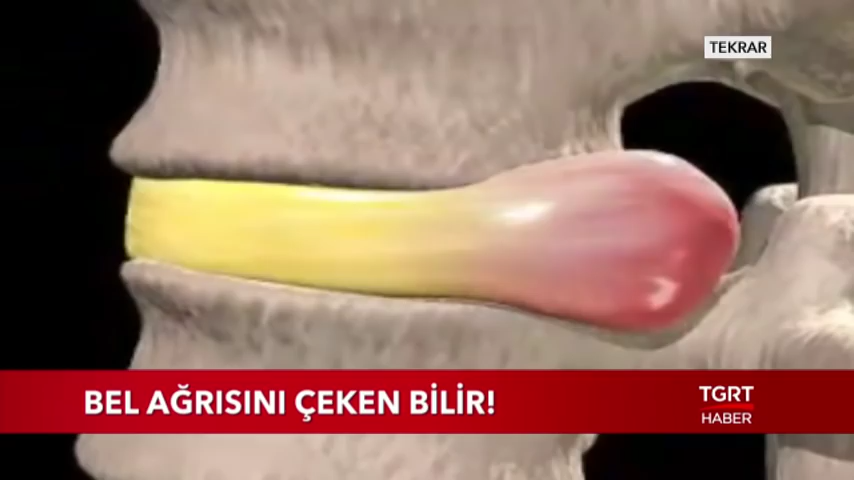 TEKRAR
BEL AĞRISINI ÇEKEN BİLİR!
TGRT
HABER